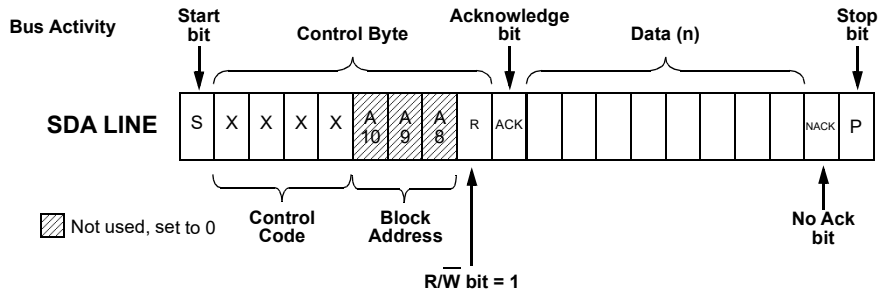 Bus Activity
Start
bit
Control Byte
Acknowledge
bit
Data (n)
Stop
bit
SDA LINE
S X X X X A
10 A
9 A
8 R ACK NACK P
Control
Code
Block
Address
No Ack
bit
Not used, set to 0
R/W̅ bit = 1